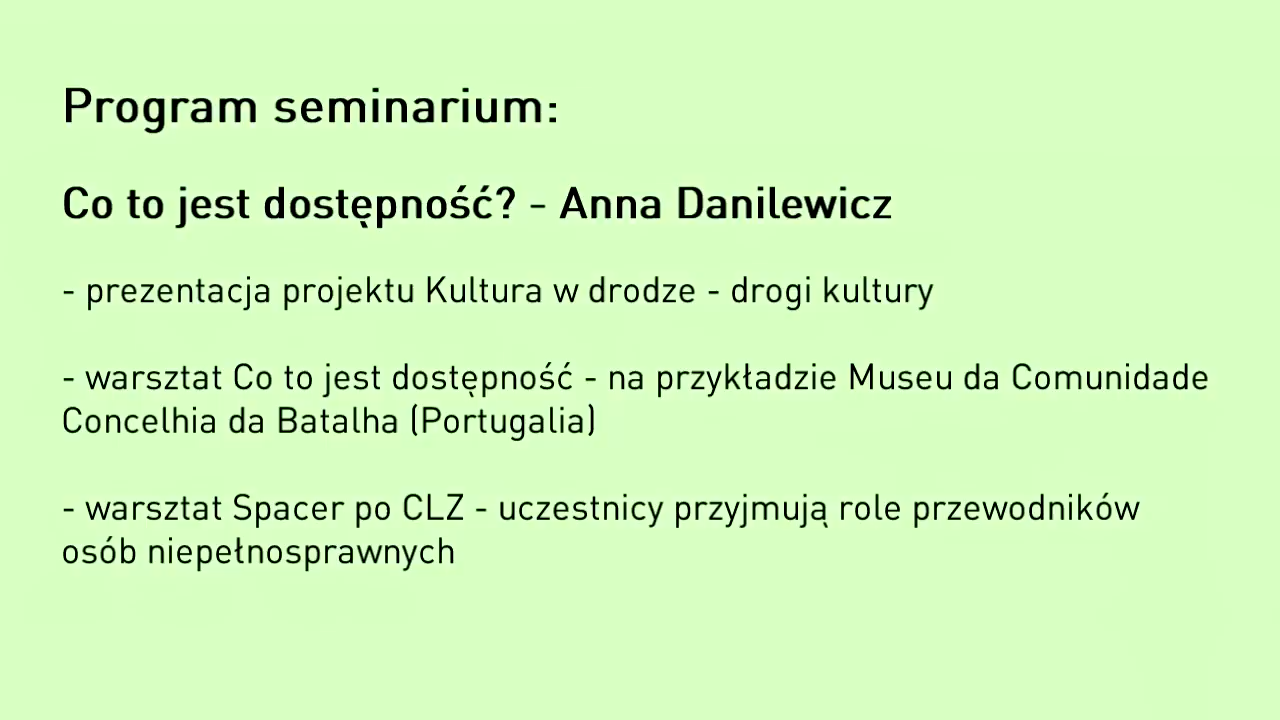 Program seminarium:
Co to jest dostępność? - Anna Danilewicz
- prezentacja projektu Kultura w drodze - drogi kultury
- warsztat Co to jest dostępność - na przykładzie Museu da Comunidade
Concelhia da Batalha (Portugalia)
- warsztat Spacer po CLZ - uczestnicy przyjmują role przewodników
osób niepełnosprawnych